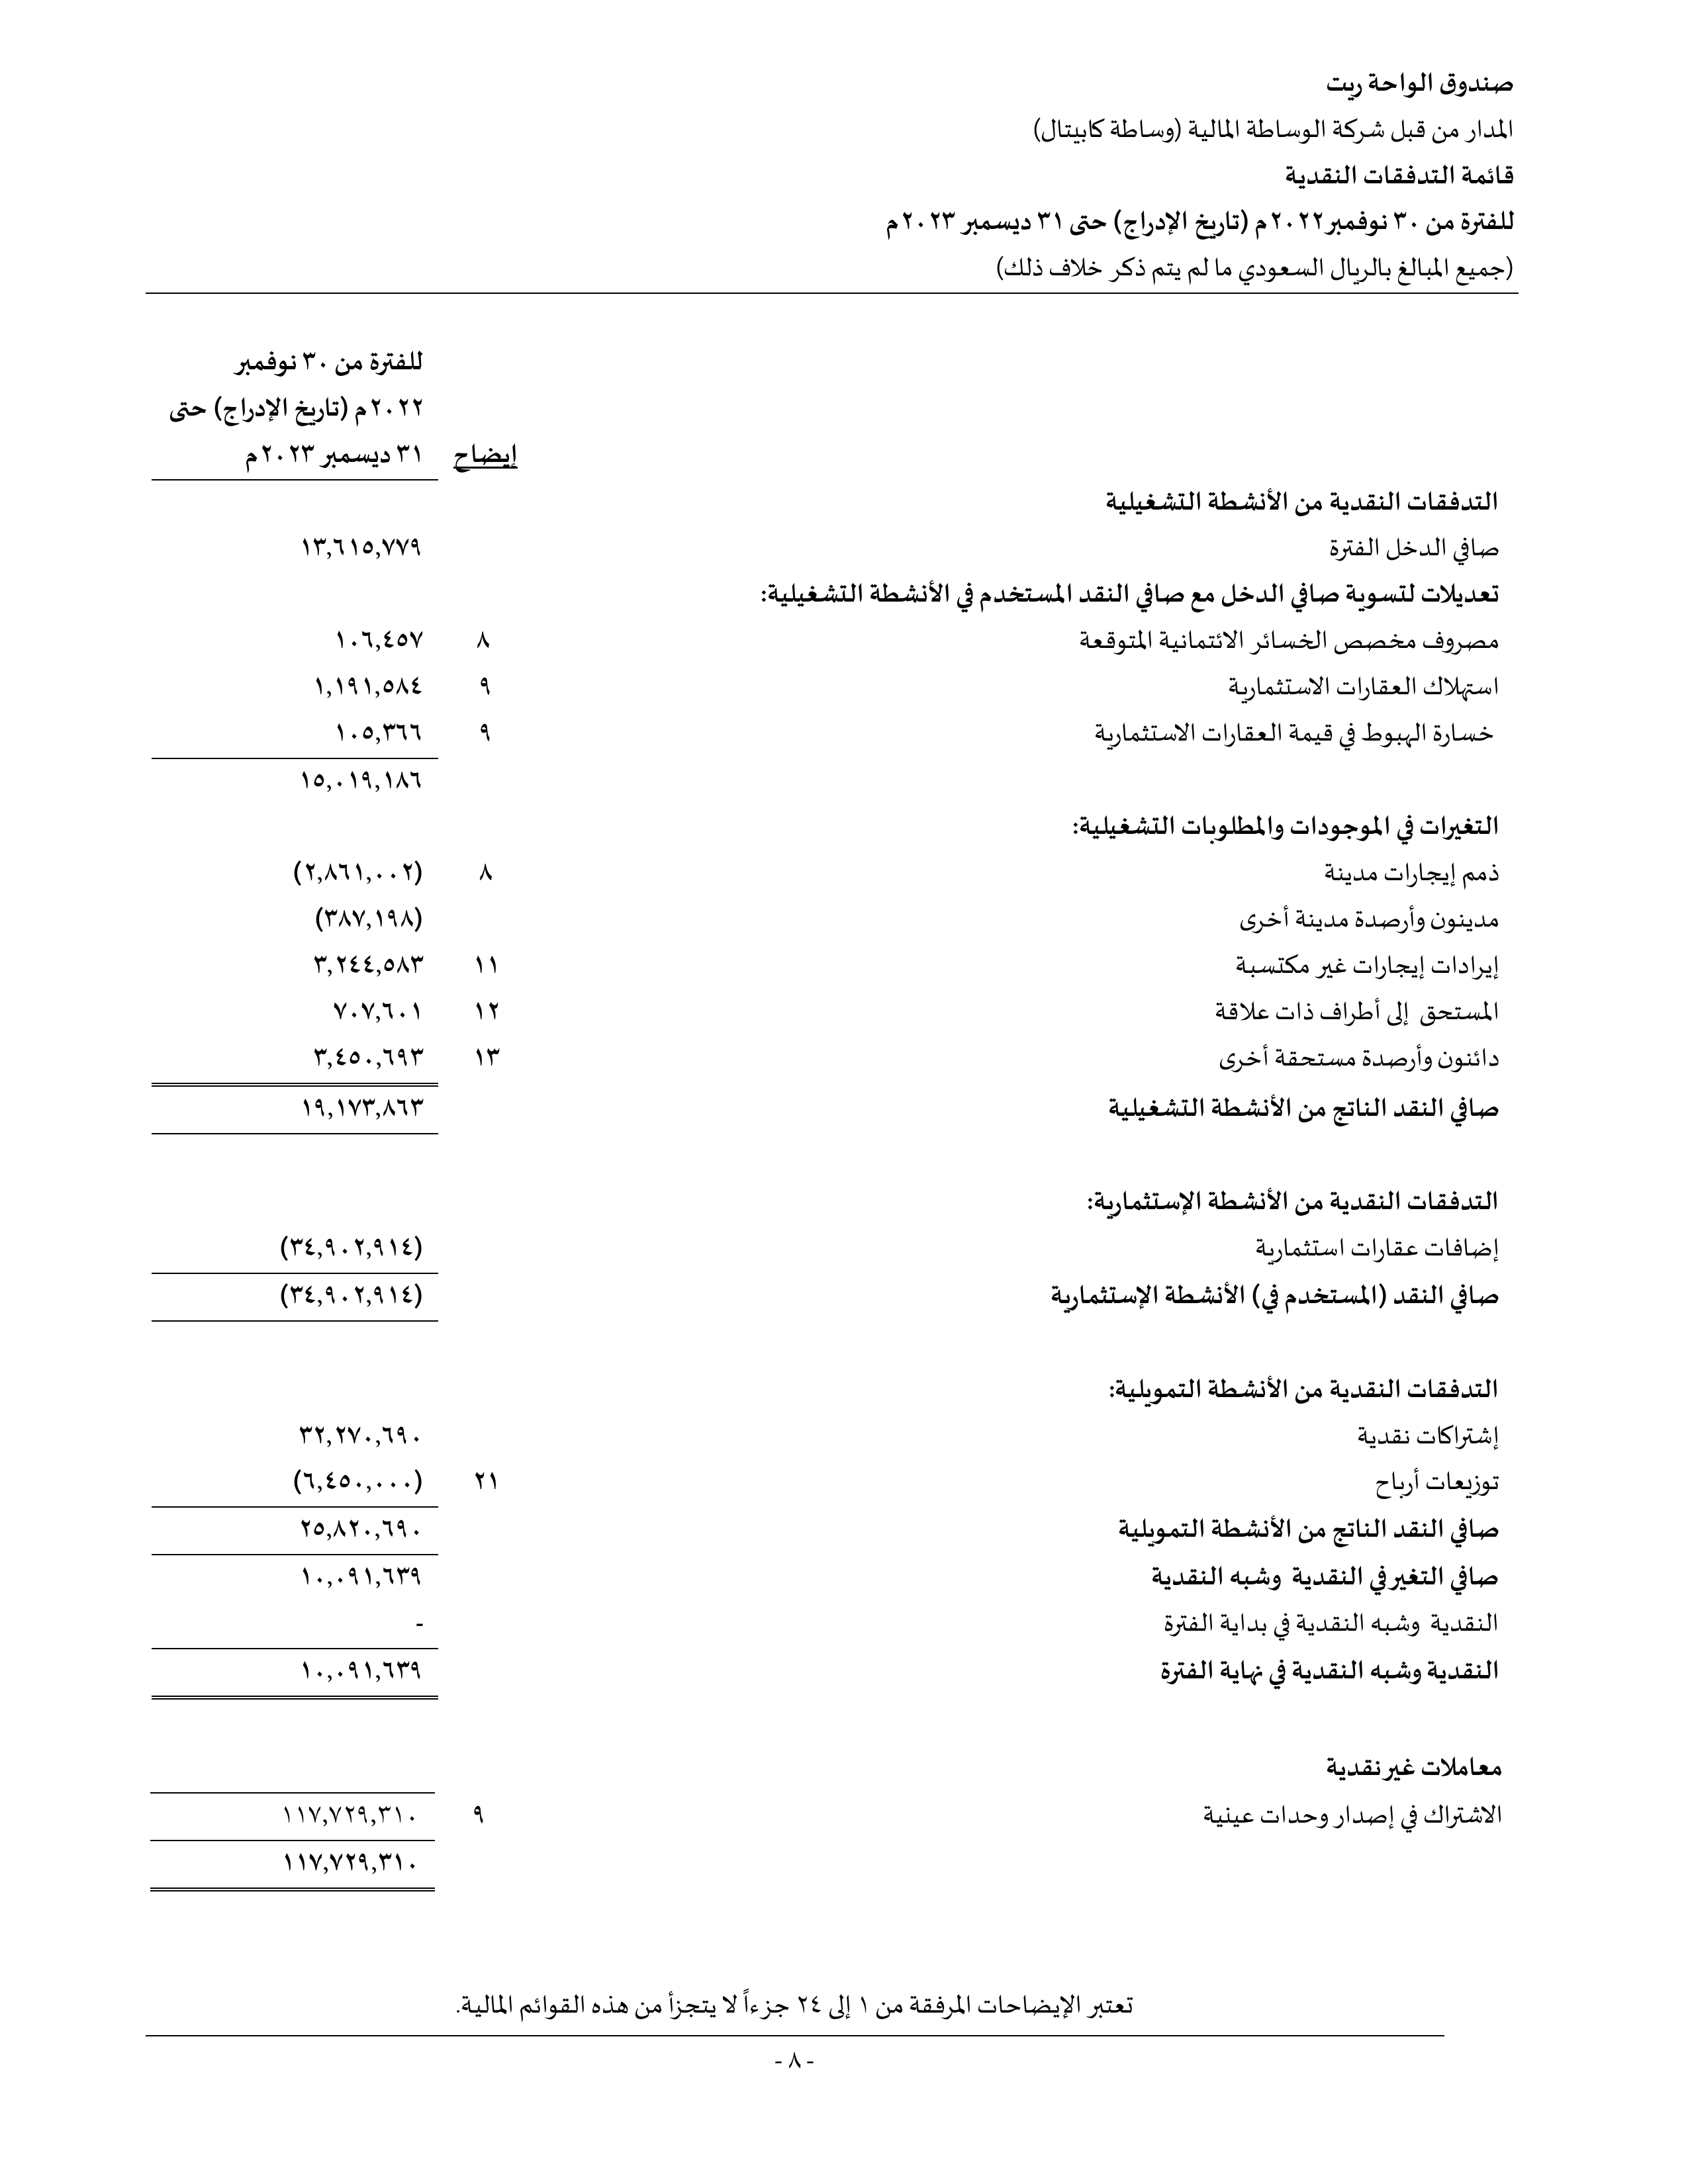 صندوق الواحة ريت
المدار من قبل شركة الوساطة المالية (وساطة كابيتال)
قائمة التدفقات النقدية
للفترة من ٣٠ نوفمبر ٢٠٢٢م (تاريخ الإدراج) حتى ٣١ ديسمبر ٢٠٢٣م
(جميع المبالغ بالريال السعودي ما لم يتم ذكر خلاف ذلك)
للفترة من ٣٠ نوفمبر
٢٠٢٢م (تاريخ الإدراج) حتى
إيضاح ٣١ ديسمبر ٢٠٢٣م
التدفقات النقدية من الأنشطة التشغيلية
صافي الدخل الفترة ١٣,٦١٥,٧٧٩
تعديلات لتسوية صافي الدخل مع صافي النقد المستخدم في الأنشطة التشغيلية:
مصروف مخصص الخسائر الائتمانية المتوقعة ٨ ١٠٦,٤٥٧
استهلاك العقارات الاستثمارية ٩ ١,١٩١,٥٨٤
خسارة الهبوط في قيمة العقارات الاستثمارية ٩ ١٠٥,٣٦٦
١٥,٠١٩,١٨٦
التغيرات في الموجودات والمطلوبات التشغيلية:
ذمم إيجارات مدينة ٨ (٢,٨٦١,٠٠٢)
مدينون وأرصدة مدينة أخرى (٣٨٧,١٩٨)
إيرادات إيجارات غير مكتسبة ١١ ٣,٢٤٤,٥٨٣
المستحق إلى أطراف ذات علاقة ١٢ ٧٠٧,٦٠١
دائنون وأرصدة مستحقة أخرى ١٣ ٣,٤٥٠,٦٩٣
صافي النقد الناتج من الأنشطة التشغيلية ١٩,١٧٣,٨٦٣
التدفقات النقدية من الأنشطة الإستثمارية:
إضافات عقارات استثمارية (٣٤,٩٠٢,٩١٤)
صافي النقد (المستخدم في) الأنشطة الإستثمارية (٣٤,٩٠٢,٩١٤)
التدفقات النقدية من الأنشطة التمويلية:
إشتراكات نقدية ٣٢,٢٧٠,٦٩٠
توزيعات أرباح ٢١ (٦,٤٥٠,٠٠٠)
صافي النقد الناتج من الأنشطة التمويلية ٢٥,٨٢٠,٦٩٠
صافي التغير في النقدية وشبه النقدية ١٠,٠٩١,٦٣٩
النقدية وشبه النقدية في بداية الفترة -
النقدية وشبه النقدية في نهاية الفترة ١٠,٠٩١,٦٣٩
معاملات غير نقدية
الاشتراك في إصدار وحدات عينية ٩ ١١٧,٧٢٩,٣١٠
١١٧,٧٢٩,٣١٠
تعتبر الإيضاحات المرفقة من ١ إلى ٢٤ جزءاً لا يتجزأ من هذه القوائم المالية.
- ٨ -